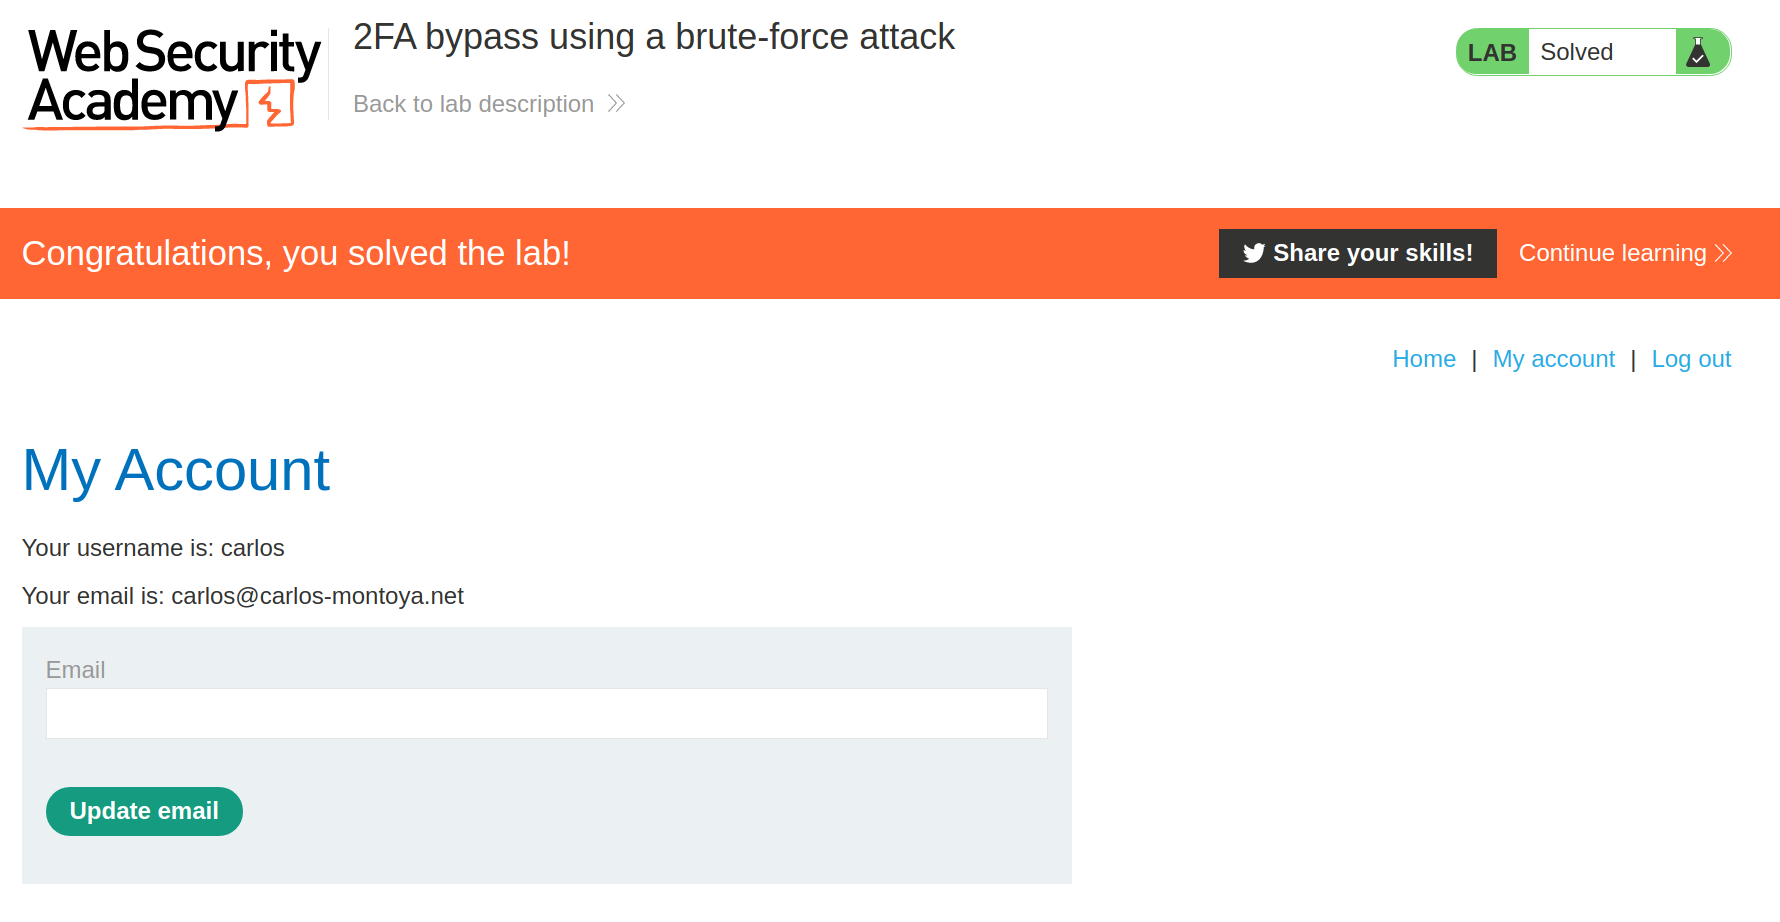 Web Security
Academy
2FA bypass using a brute-force attack
Back to lab description
LAB Solved
Congratulations, you solved the lab!
Share your skills! Continue learning
Home | My account | Log out
My Account
Your username is: carlos
Your email is: carlos@carlos-montoya.net
Email
Update email